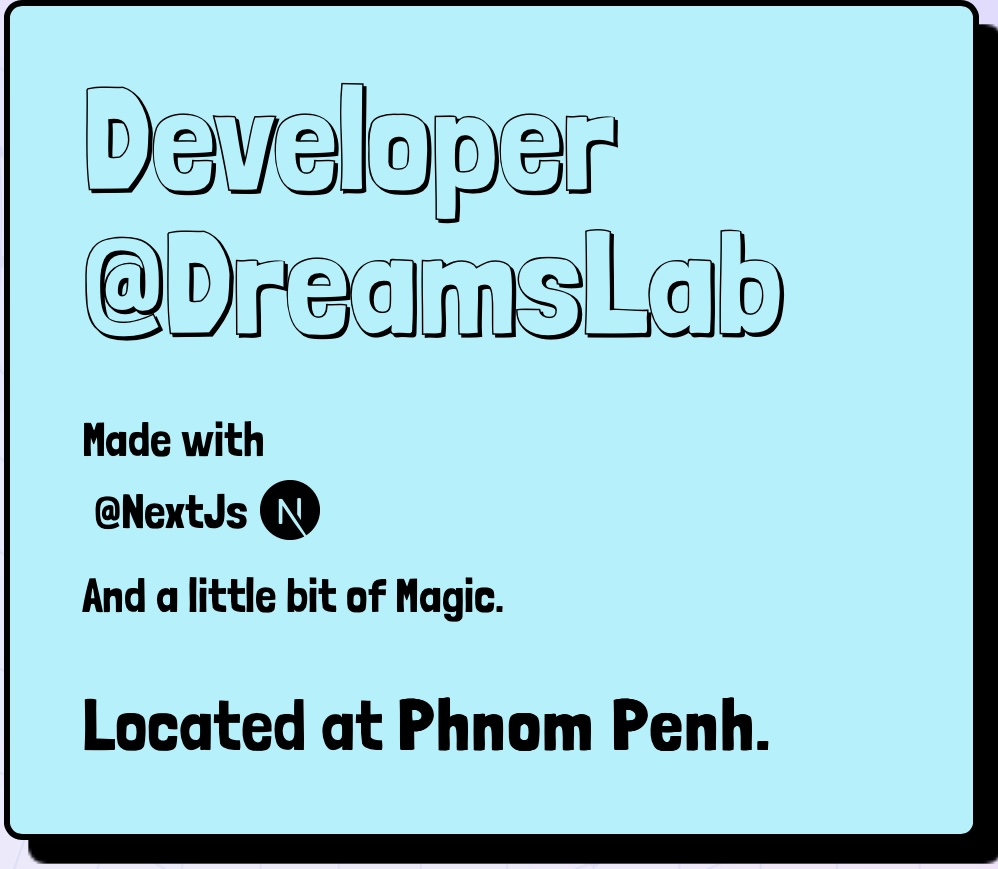 Developer
@DreamsLab
Made with
@NextJs
And a little bit of Magic.
Located at Phnom Penh.